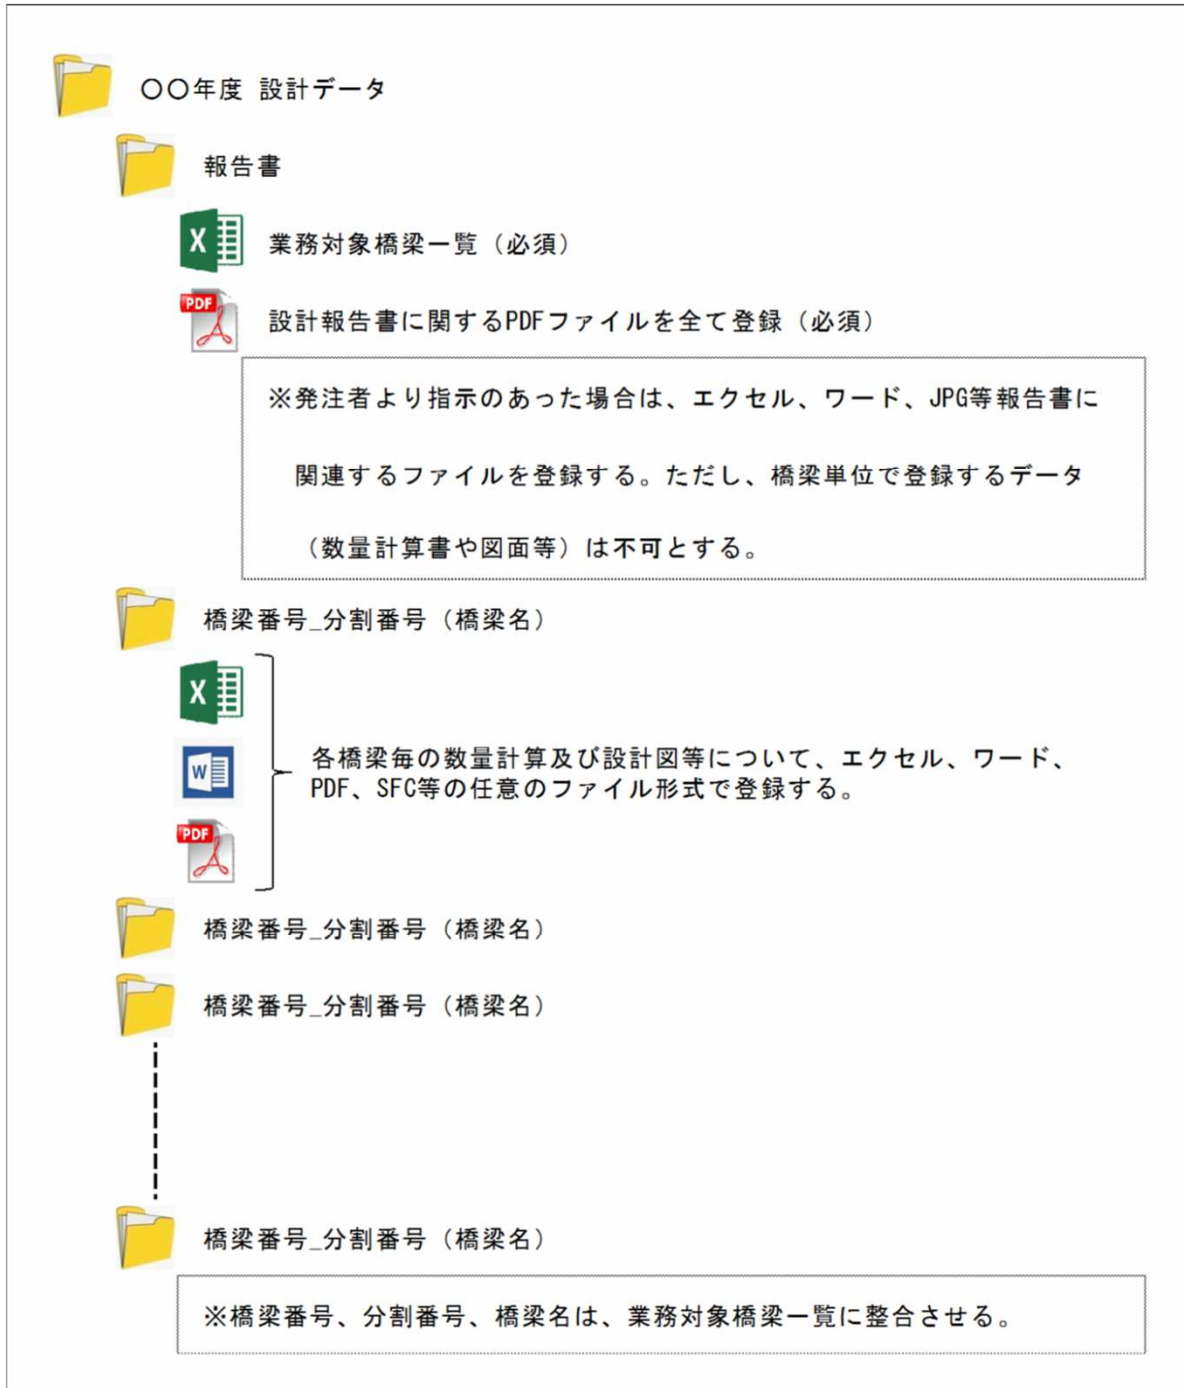 〇〇年度 設計データ
報告書
X
業務対象橋梁一覧（必須）
PDF
設計報告書に関するPDFファイルを全て登録（必須）
※発注者より指示のあった場合は、エクセル、ワード、JPG等報告書に
関連するファイルを登録する。ただし、橋梁単位で登録するデータ
（数量計算書や図面等）は不可とする。
橋梁番号_分割番号（橋梁名）
X
W
PDF
各橋梁毎の数量計算及び設計図等について、エクセル、ワード、
PDF、SFC等の任意のファイル形式で登録する。
橋梁番号_分割番号（橋梁名）
橋梁番号_分割番号（橋梁名）
橋梁番号_分割番号（橋梁名）
※橋梁番号、分割番号、橋梁名は、業務対象橋梁一覧に整合させる。